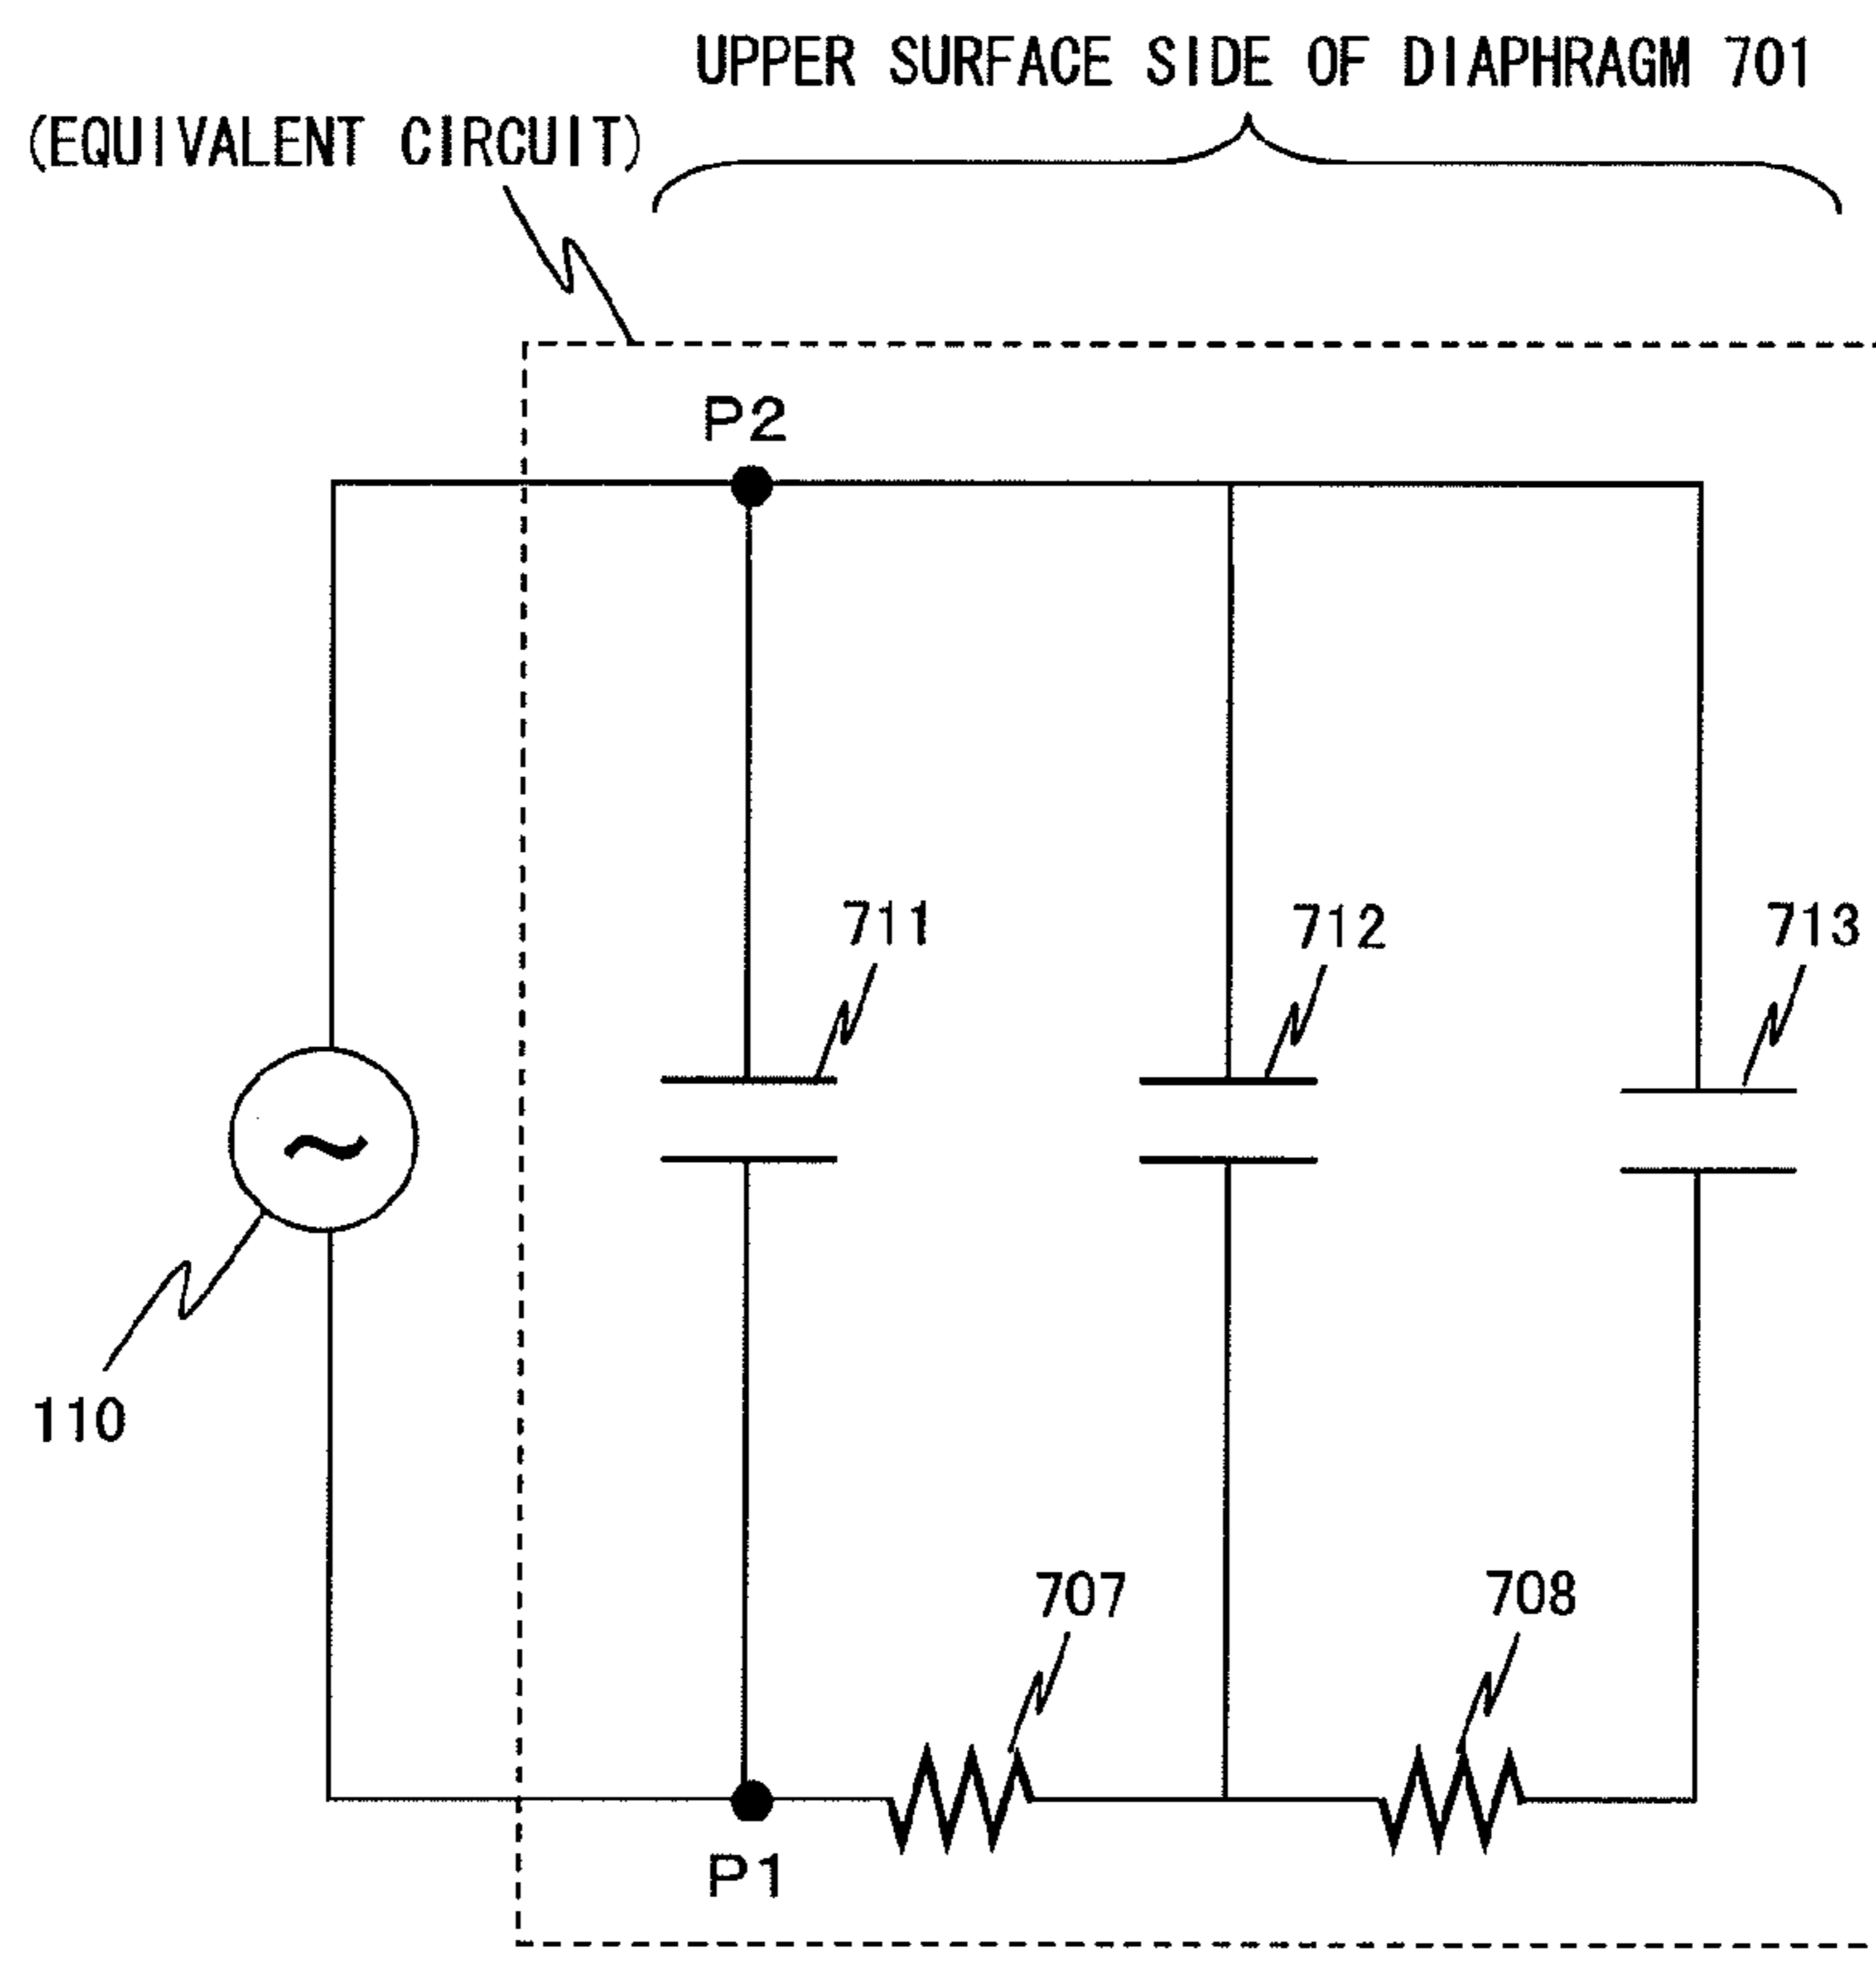 UPPER SURFACE SIDE OF DIAPHRAGM 701
(EQUIVALENT CIRCUIT)
P2
711
712
713
~
110
707
708
P1